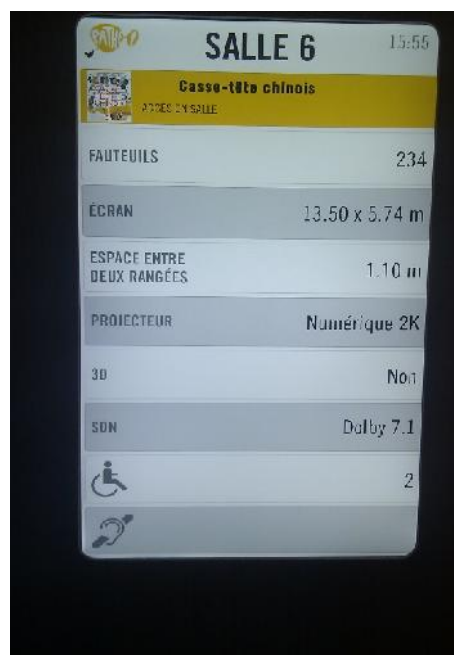 PATHÉ
SALLE 6
15:55
Casse-tête chinois
ACCÈS EN SALLE
FAUTEUILS
234
ÉCRAN
13.50 x 5.74 m
ESPACE ENTRE
DEUX RANGÉES
1.10 m
PROJECTEUR
Numérique 2K
3D
Non
SON
Dolby 7.1
2